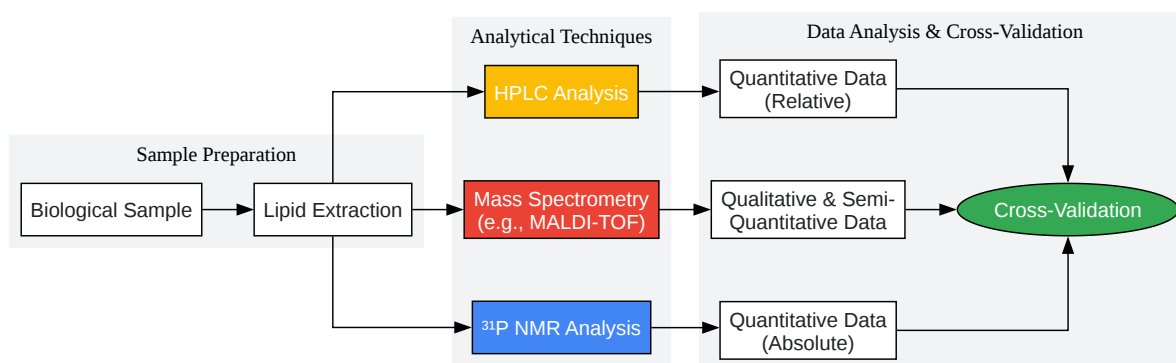 Sample Preparation
Biological Sample
Lipid Extraction
Analytical Techniques
HPLC Analysis
Mass Spectrometry
(e.g., MALDI-TOF)
³¹P NMR Analysis
Data Analysis & Cross-Validation
Quantitative Data
(Relative)
Qualitative & Semi-
Quantitative Data
Quantitative Data
(Absolute)
Cross-Validation